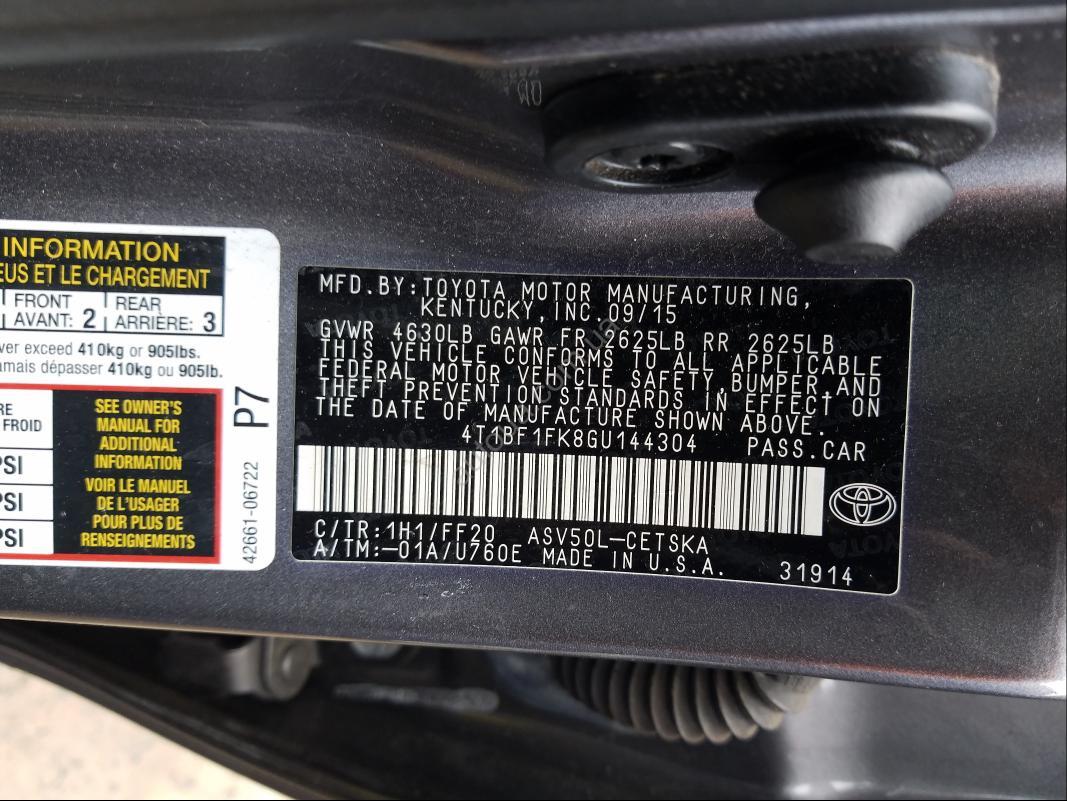 INFORMATION
EUS ET LE CHARGEMENT
FRONT
AVANT: 2
REAR
ARRIÈRE: 3
ver exceed 410kg or 905lbs.
amais dépasser 410kg ou 905lb.
RE
FROID
PSI
PSI
PSI
SEE OWNER'S
MANUAL FOR
ADDITIONAL
INFORMATION
VOIR LE MANUEL
DE L'USAGER
POUR PLUS DE
RENSEIGNEMENTS
P7
42661-06722
MFD.BY:TOYOTA MOTOR MANUFACTURING,
KENTUCKY,INC.09/15
GVWR 4630LB GAWR FR 2625LB RR 2625LB
THIS VEHICLE CONFORMS TO ALL APPLICABLE
FEDERAL MOTOR VEHICLE SAFETY,BUMPER,AND
THEFT PREVENTION STANDARDS IN EFFECT ON
THE DATE OF MANUFACTURE SHOWN ABOVE.
4T1BF1FK8GU144304 PASS.CAR
C/TR:1H1/FF20 ASV50L-CETSKA
A/TM:-01A/U760E MADE IN U.S.A. 31914